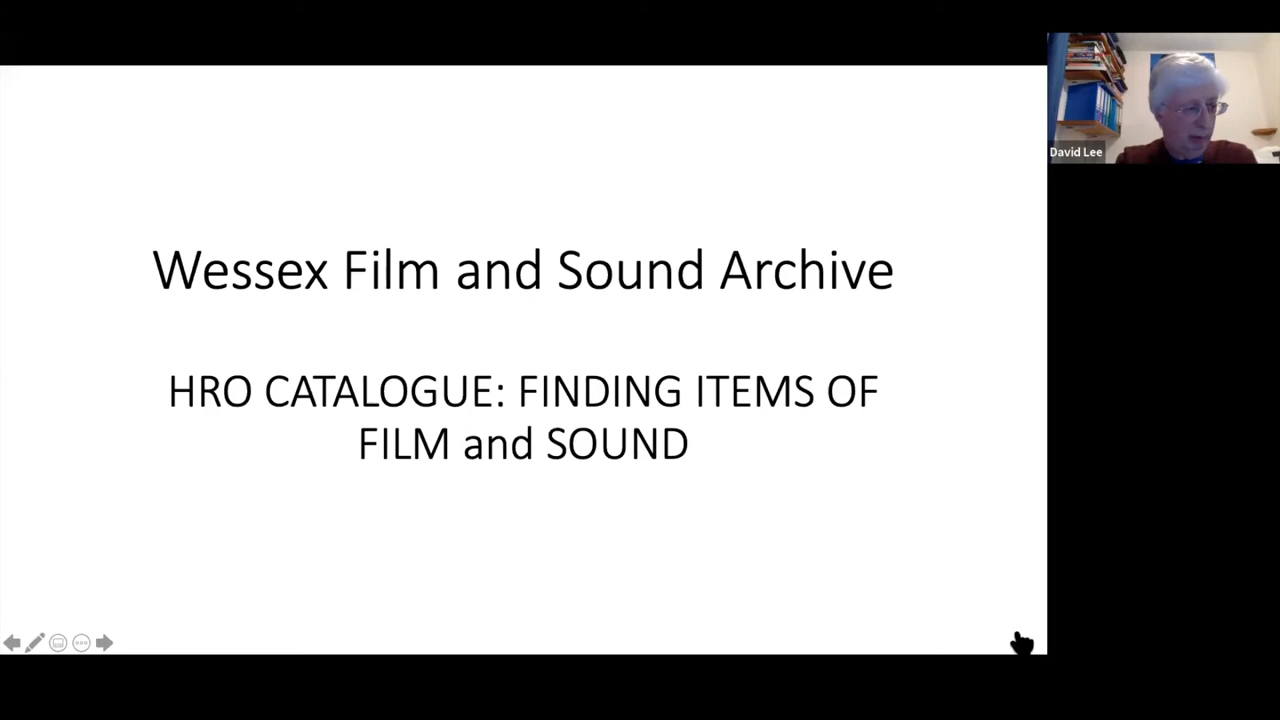 Wessex Film and Sound Archive
HRO CATALOGUE: FINDING ITEMS OF
FILM and SOUND
David Lee